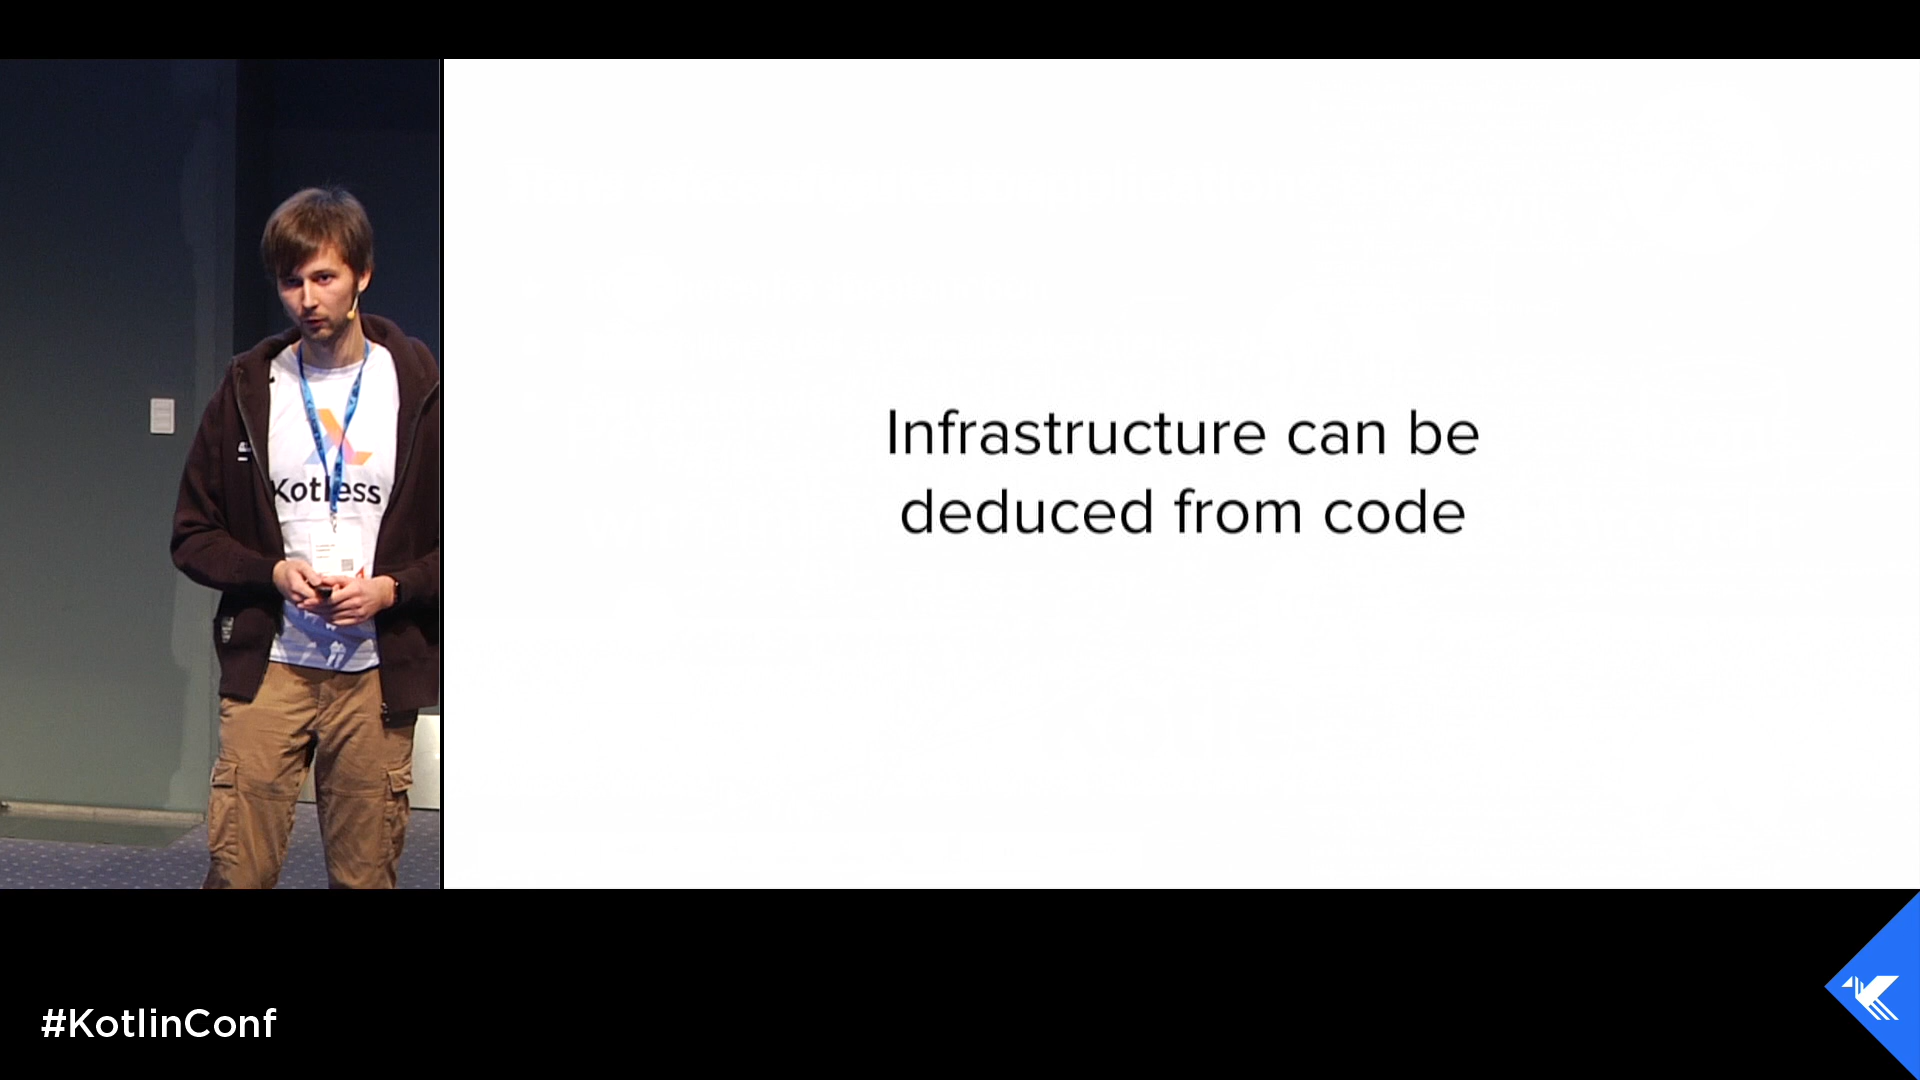 Kotless
Infrastructure can be
deduced from code
#KotlinConf